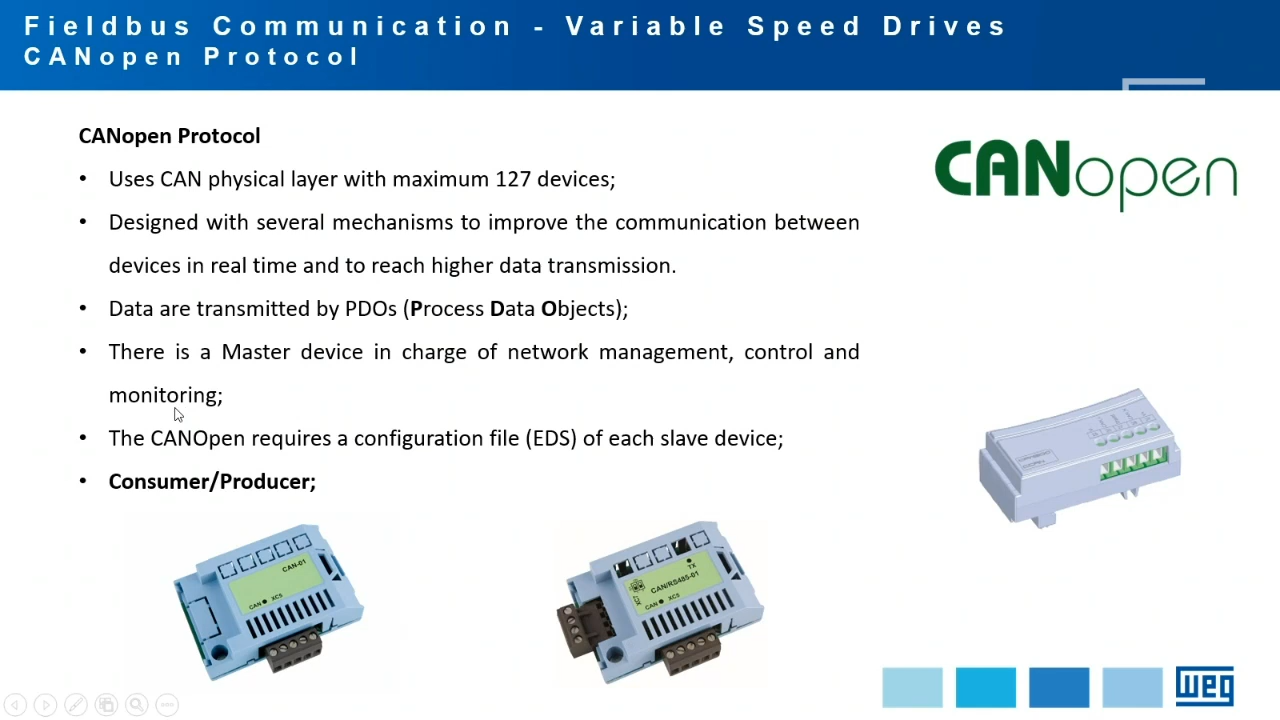 Fieldbus Communication - Variable Speed Drives
CANopen Protocol
CANopen Protocol
• Uses CAN physical layer with maximum 127 devices;
• Designed with several mechanisms to improve the communication between
devices in real time and to reach higher data transmission.
• Data are transmitted by PDOs (Process Data Objects);
• There is a Master device in charge of network management, control and
monitoring;
• The CANOpen requires a configuration file (EDS) of each slave device;
• Consumer/Producer;
CANopen
CAN-01
CAN
XC5
TX
CAN/RS485-01
CAN
XC5
weg